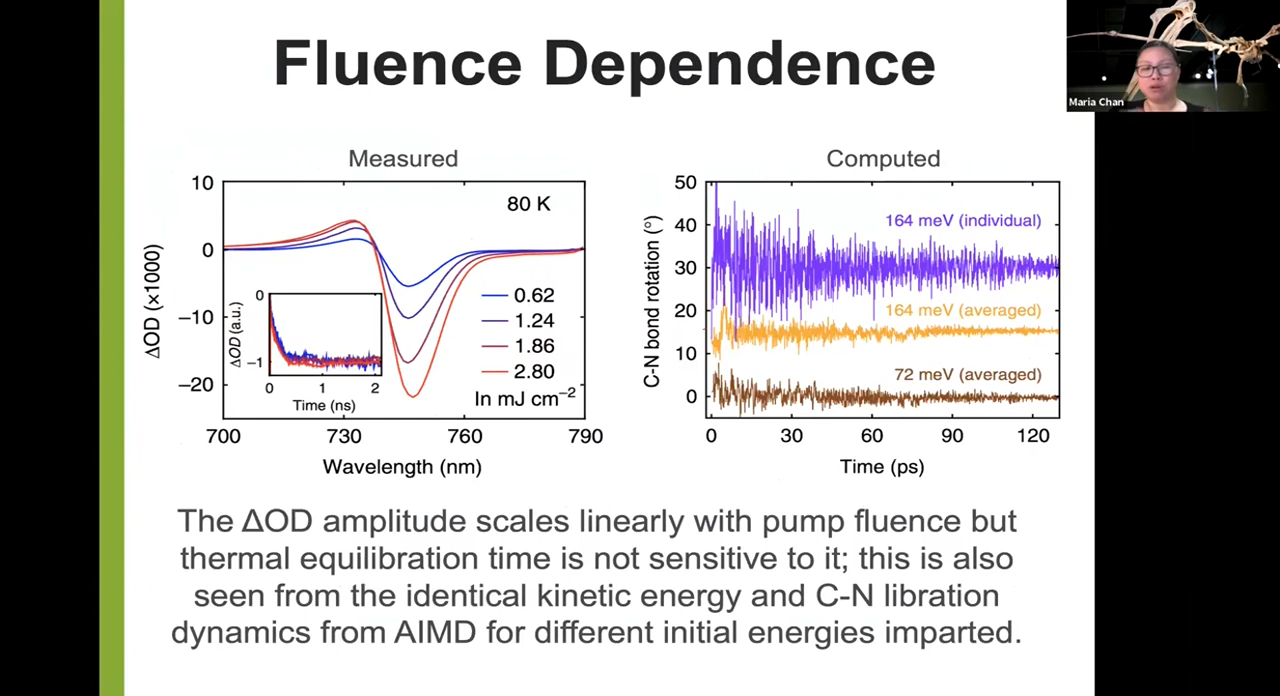 Fluence Dependence
Maria Chan
Measured
10
0
−10
−20
ΔOD (×1000)
80 K
0.62
1.24
1.86
2.80
In mJ cm−2
0
−1
ΔOD (a.u.)
0 1 2
Time (ns)
700 730 760 790
Wavelength (nm)
Computed
50
40
30
20
10
0
C-N bond rotation (°)
164 meV (individual)
164 meV (averaged)
72 meV (averaged)
0 30 60 90 120
Time (ps)
The ΔOD amplitude scales linearly with pump fluence but
thermal equilibration time is not sensitive to it; this is also
seen from the identical kinetic energy and C-N libration
dynamics from AIMD for different initial energies imparted.